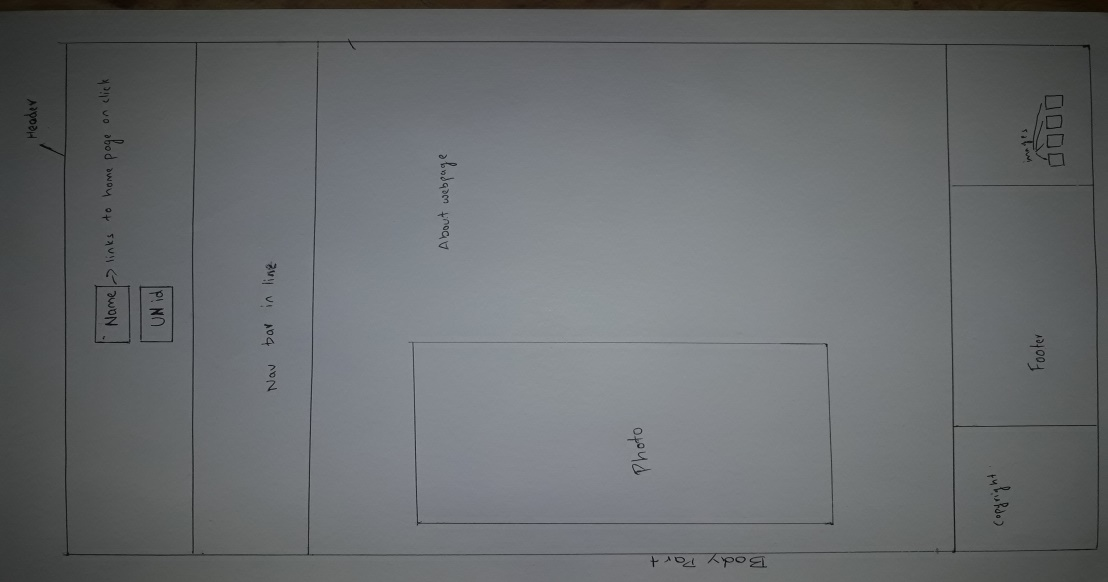 Header
Name -> links to home page on click
UN id
Nav bar in line
About webpage
Photo
Body Part
images
Footer
copyright